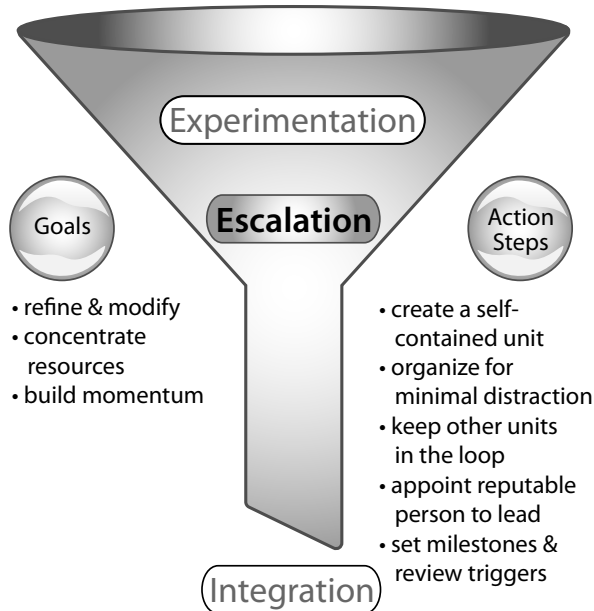 Experimentation
Escalation
Goals
• refine & modify
• concentrate
resources
• build momentum
Action
Steps
• create a self-
contained unit
• organize for
minimal distraction
• keep other units
in the loop
• appoint reputable
person to lead
• set milestones &
review triggers
Integration